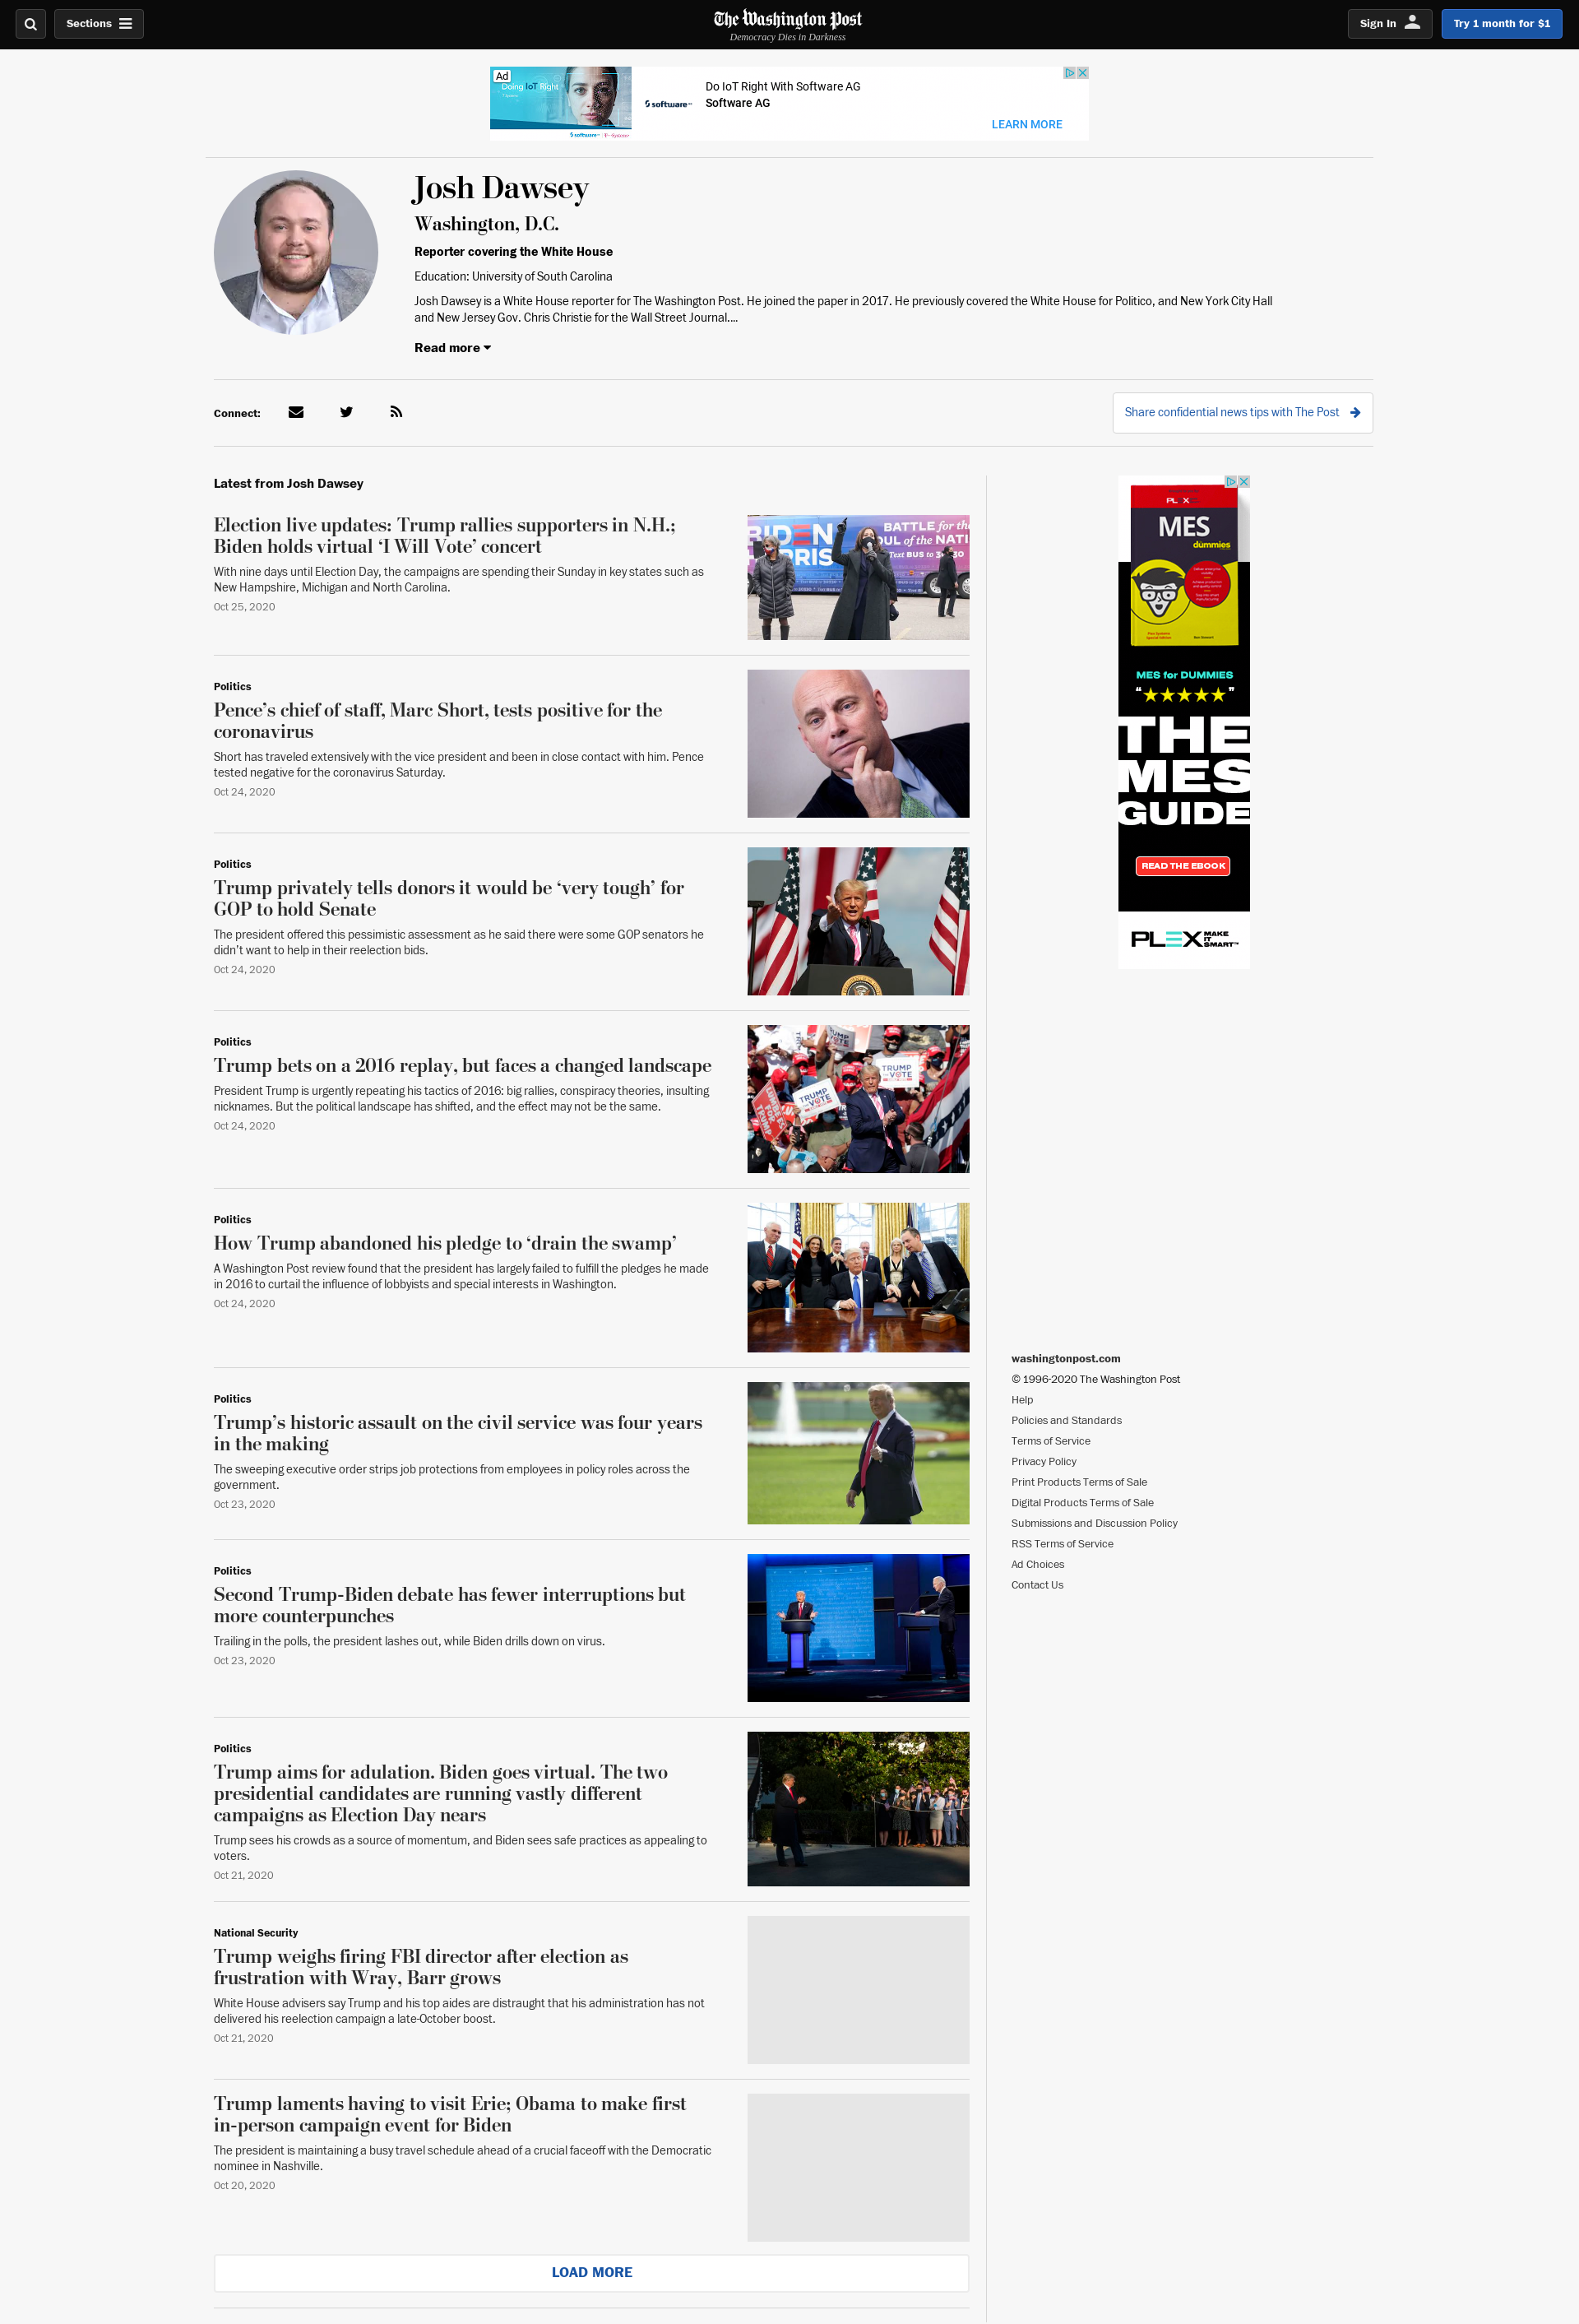 Sections
The Washington Post
Democracy Dies in Darkness
Sign In
Try 1 month for $1
Ad
Doing IoT Right
software AG
Do IoT Right With Software AG
Software AG
LEARN MORE
Josh Dawsey
Washington, D.C.
Reporter covering the White House
Education: University of South Carolina
Josh Dawsey is a White House reporter for The Washington Post. He joined the paper in 2017. He previously covered the White House for Politico, and New York City Hall
and New Jersey Gov. Chris Christie for the Wall Street Journal....
Read more
Connect:
Share confidential news tips with The Post
Latest from Josh Dawsey
Election live updates: Trump rallies supporters in N.H.;
Biden holds virtual ‘I Will Vote’ concert
With nine days until Election Day, the campaigns are spending their Sunday in key states such as
New Hampshire, Michigan and North Carolina.
Oct 25, 2020
Politics
Pence’s chief of staff, Marc Short, tests positive for the
coronavirus
Short has traveled extensively with the vice president and been in close contact with him. Pence
tested negative for the coronavirus Saturday.
Oct 24, 2020
Politics
Trump privately tells donors it would be ‘very tough’ for
GOP to hold Senate
The president offered this pessimistic assessment as he said there were some GOP senators he
didn’t want to help in their reelection bids.
Oct 24, 2020
Politics
Trump bets on a 2016 replay, but faces a changed landscape
President Trump is urgently repeating his tactics of 2016: big rallies, conspiracy theories, insulting
nicknames. But the political landscape has shifted, and the effect may not be the same.
Oct 24, 2020
Politics
How Trump abandoned his pledge to ‘drain the swamp’
A Washington Post review found that the president has largely failed to fulfill the pledges he made
in 2016 to curtail the influence of lobbyists and special interests in Washington.
Oct 24, 2020
Politics
Trump’s historic assault on the civil service was four years
in the making
The sweeping executive order strips job protections from employees in policy roles across the
government.
Oct 23, 2020
Politics
Second Trump-Biden debate has fewer interruptions but
more counterpunches
Trailing in the polls, the president lashes out, while Biden drills down on virus.
Oct 23, 2020
Politics
Trump aims for adulation. Biden goes virtual. The two
presidential candidates are running vastly different
campaigns as Election Day nears
Trump sees his crowds as a source of momentum, and Biden sees safe practices as appealing to
voters.
Oct 21, 2020
National Security
Trump weighs firing FBI director after election as
frustration with Wray, Barr grows
White House advisers say Trump and his top aides are distraught that his administration has not
delivered his reelection campaign a late-October boost.
Oct 21, 2020
Trump laments having to visit Erie; Obama to make first
in-person campaign event for Biden
The president is maintaining a busy travel schedule ahead of a crucial faceoff with the Democratic
nominee in Nashville.
Oct 20, 2020
LOAD MORE
BIDEN
HARRIS
BATTLE for the
SOUL of the NATI
Text BUS to 30330
TRUMP
VOTE
TRUMP
VOTE
PLEX
MES
dummies
Plex Systems
Special Edition
MES for DUMMIES
“ ”
THE
MES
GUIDE
READ THE EBOOK
PLEX MAKE
IT
SMART™
washingtonpost.com
© 1996-2020 The Washington Post
Help
Policies and Standards
Terms of Service
Privacy Policy
Print Products Terms of Sale
Digital Products Terms of Sale
Submissions and Discussion Policy
RSS Terms of Service
Ad Choices
Contact Us